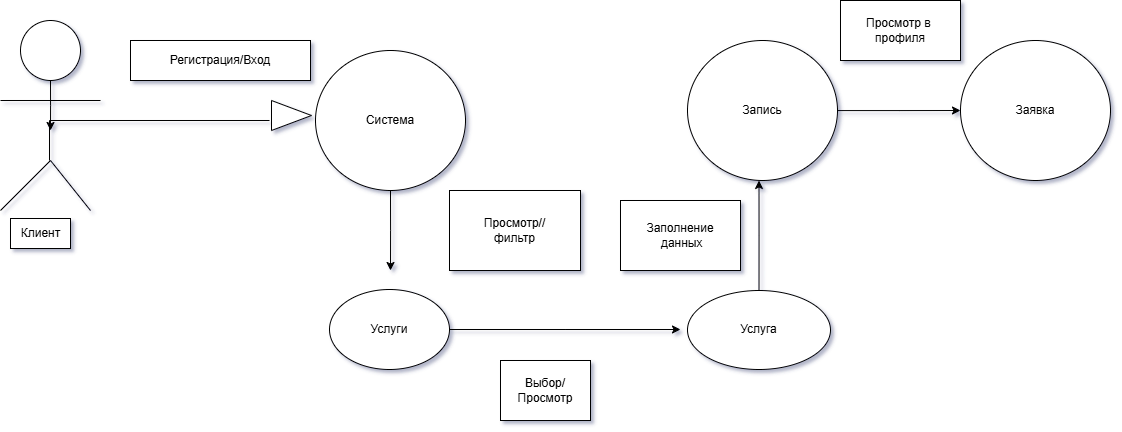 Регистрация/Вход
Система
Клиент
Просмотр//
фильтр
Услуги
Выбор/
Просмотр
Услуга
Заполнение
данных
Запись
Просмотр в
профиля
Заявка